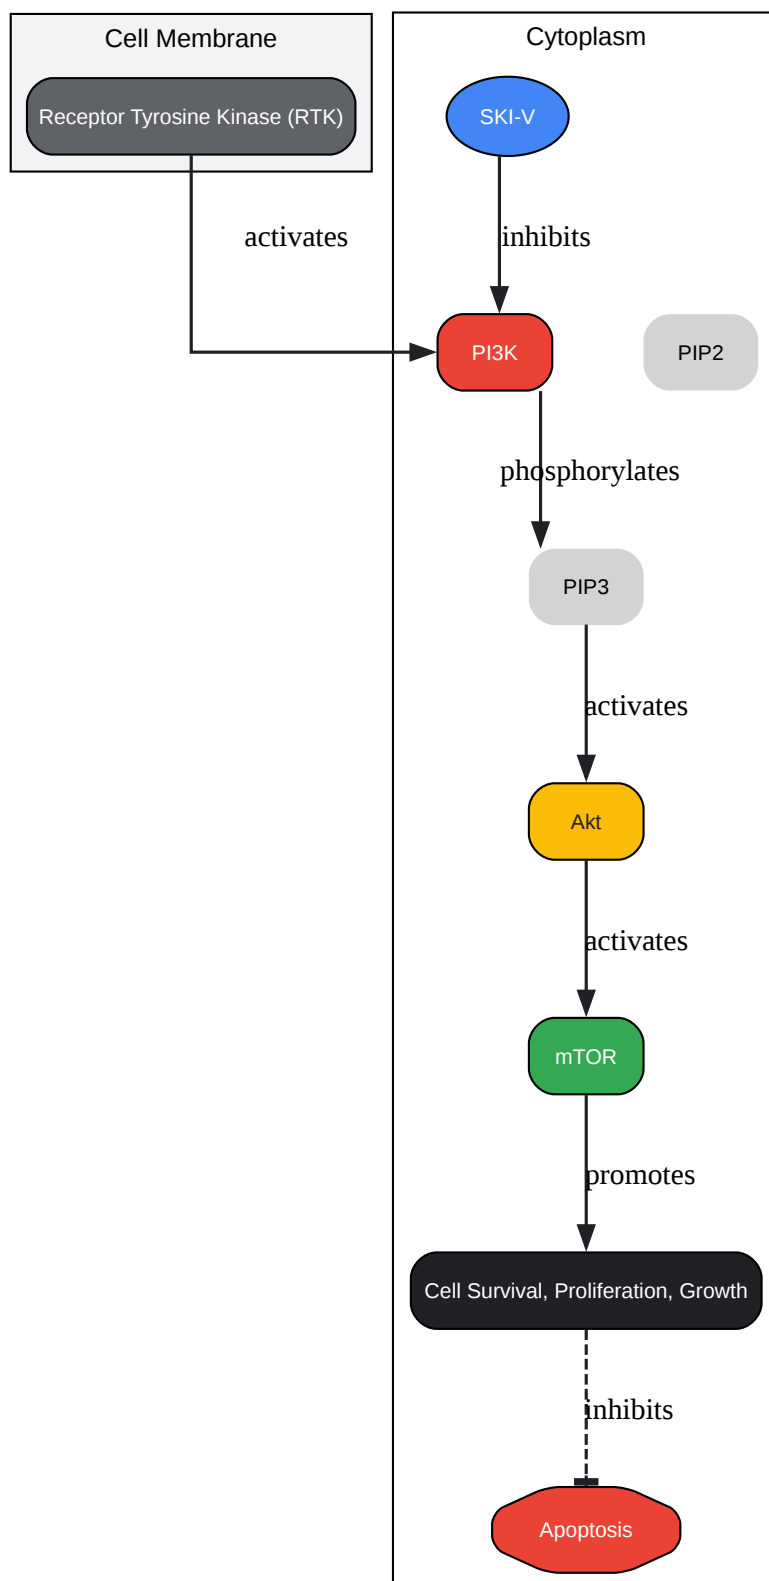 Cell Membrane
Cytoplasm
Receptor Tyrosine Kinase (RTK)
SKI-V
activates
inhibits
PI3K
PIP2
phosphorylates
PIP3
activates
Akt
activates
mTOR
promotes
Cell Survival, Proliferation, Growth
inhibits
Apoptosis